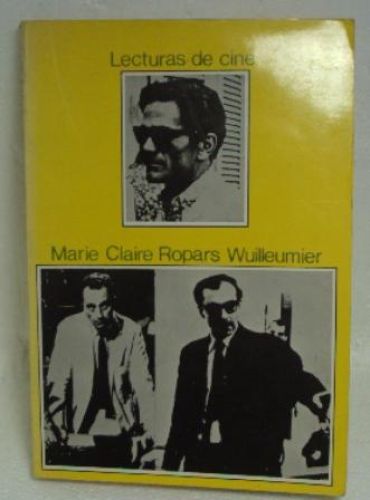 Lecturas de cine
Marie Claire Ropars Wuilleumier